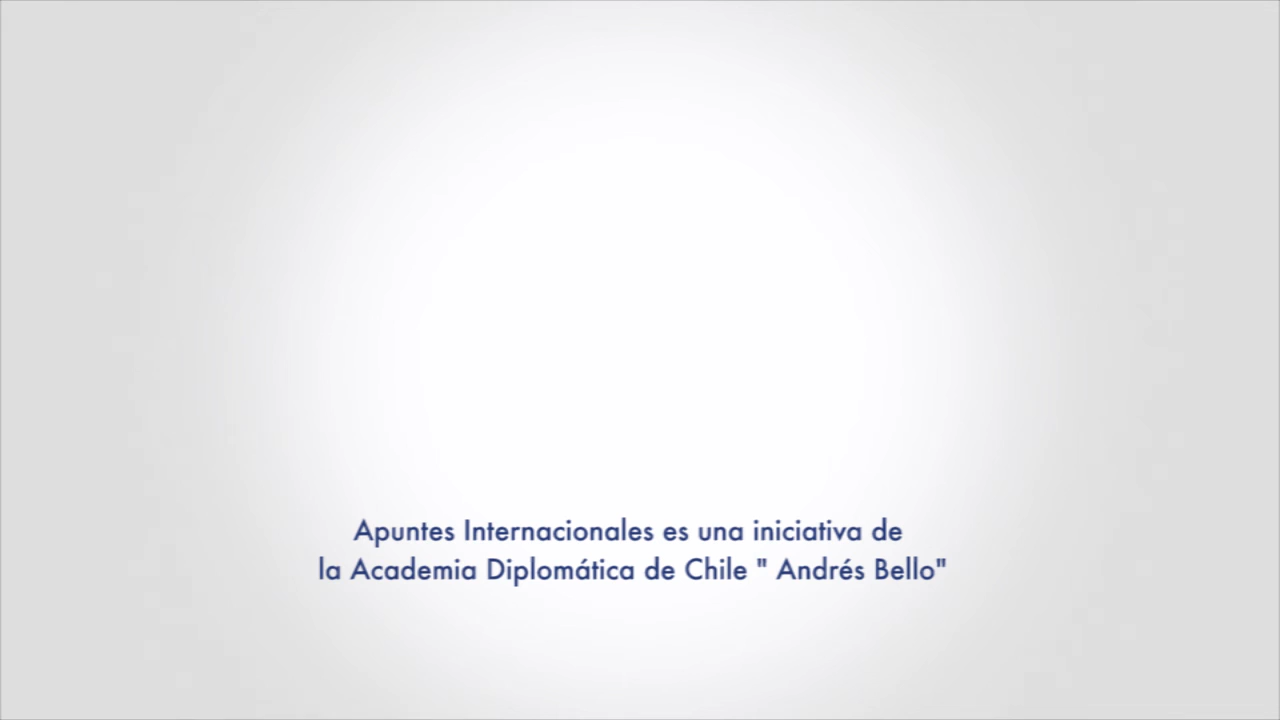 Apuntes Internacionales es una iniciativa de
la Academia Diplomática de Chile " Andrés Bello"